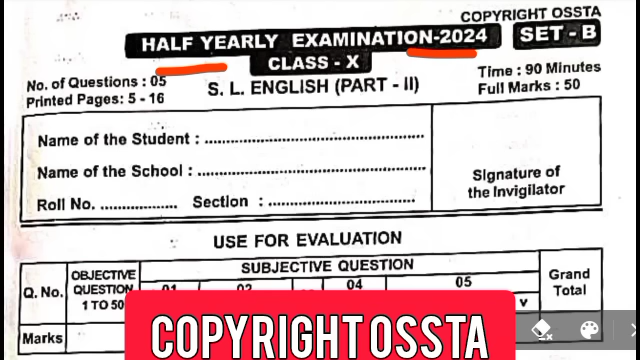 COPYRIGHT OSSTA
HALF YEARLY EXAMINATION-2024 SET - B
CLASS - X
No. of Questions : 05 Time : 90 Minutes
Printed Pages: 5 - 16 S. L. ENGLISH (PART - II) Full Marks : 50
Name of the Student :
Name of the School :
Roll No. Section :
Signature of
the Invigilator
USE FOR EVALUATION
Q. No. OBJECTIVE QUESTION 1 TO 50 SUBJECTIVE QUESTION Grand Total
01 02 04 05
v
Marks
COPYRIGHT OSSTA